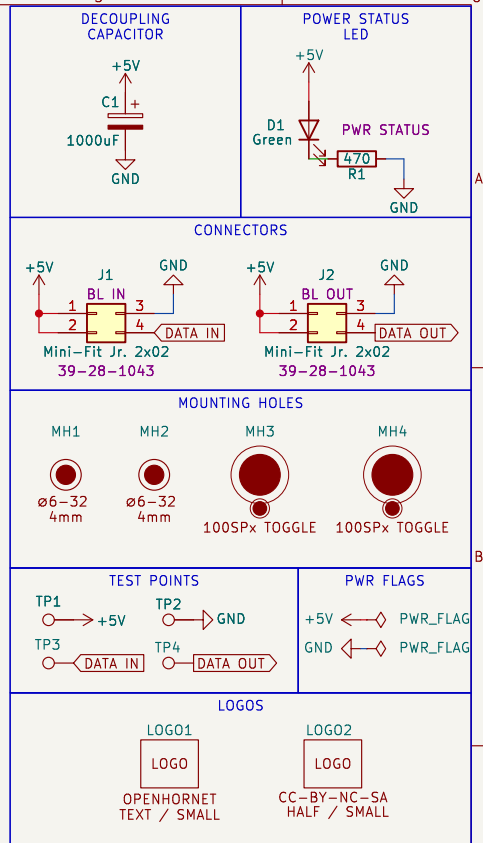 DECOUPLING
CAPACITOR
+5V
C1
+
1000uF
GND
POWER STATUS
LED
+5V
D1
Green
PWR STATUS
470
R1
GND
A
CONNECTORS
+5V
J1
GND
BL IN
1
3
2
4
DATA IN
Mini-Fit Jr. 2x02
39-28-1043
+5V
J2
GND
BL OUT
1
3
2
4
DATA OUT
Mini-Fit Jr. 2x02
39-28-1043
MOUNTING HOLES
MH1
MH2
MH3
MH4
⌀6-32
4mm
⌀6-32
4mm
100SPx TOGGLE
100SPx TOGGLE
B
TEST POINTS
TP1
+5V
TP2
GND
TP3
DATA IN
TP4
DATA OUT
PWR FLAGS
+5V
PWR_FLAG
GND
PWR_FLAG
LOGOS
LOGO1
LOGO
OPENHORNET
TEXT / SMALL
LOGO2
LOGO
CC-BY-NC-SA
HALF / SMALL